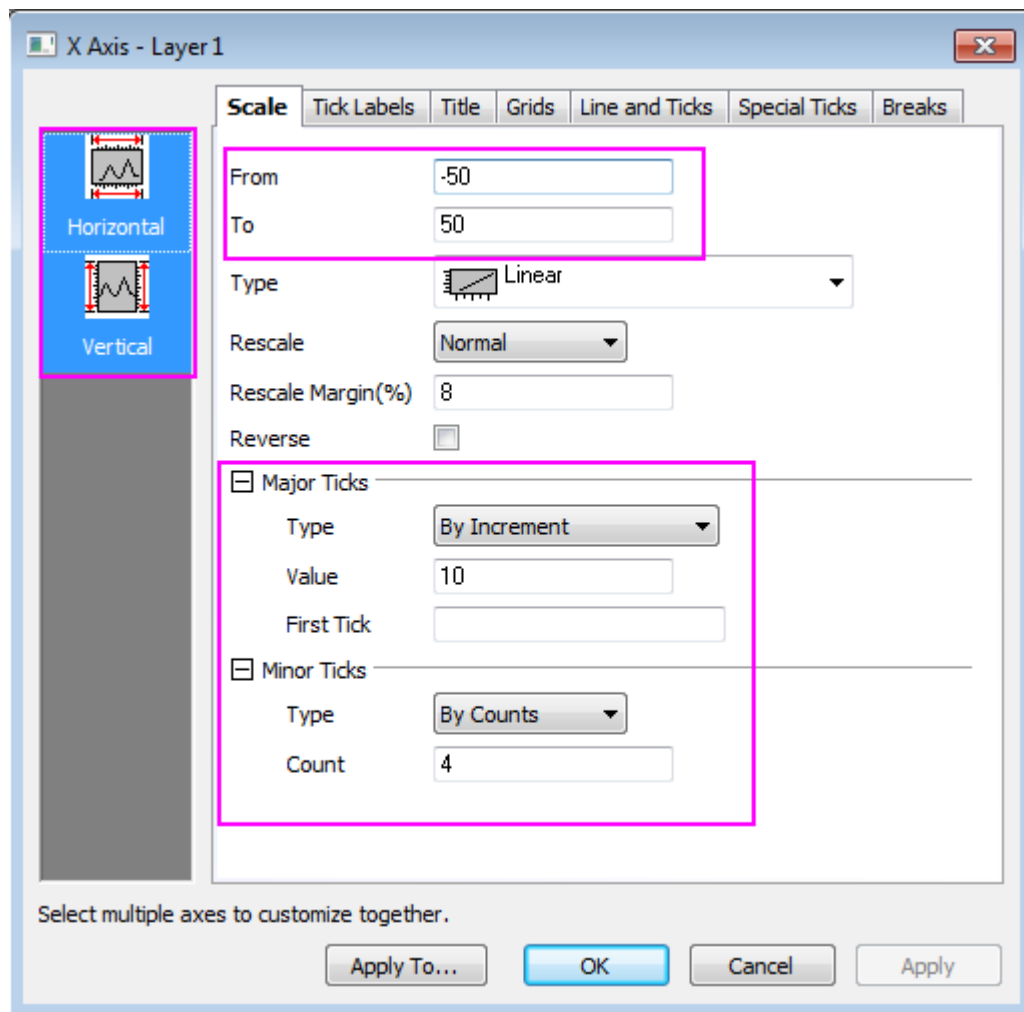 X Axis - Layer 1
Scale Tick Labels Title Grids Line and Ticks Special Ticks Breaks
Horizontal
Vertical
From -50
To 50
Type Linear
Rescale Normal
Rescale Margin(%) 8
Reverse
Major Ticks
Type By Increment
Value 10
First Tick
Minor Ticks
Type By Counts
Count 4
Select multiple axes to customize together.
Apply To... OK Cancel Apply